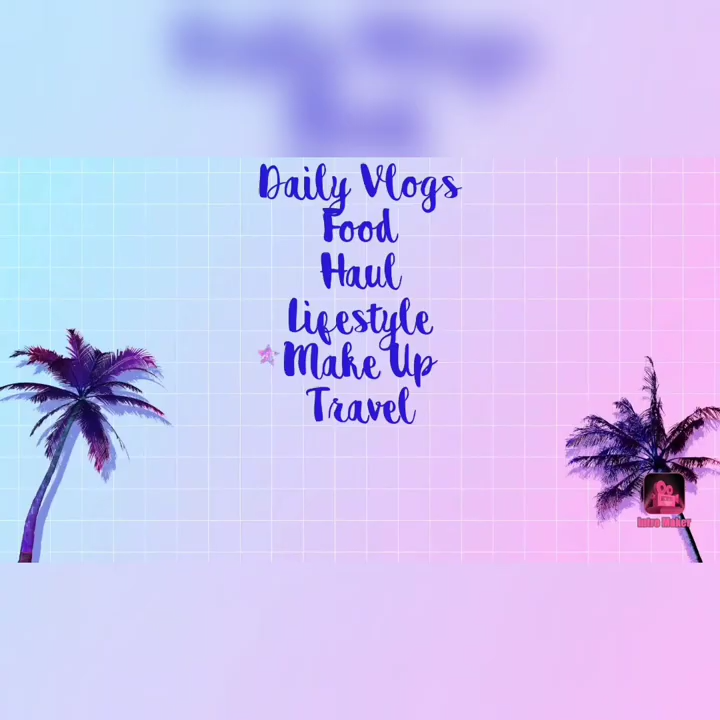 Daily Vlogs
Food
Haul
Lifestyle
Make Up
Travel
Intro Maker